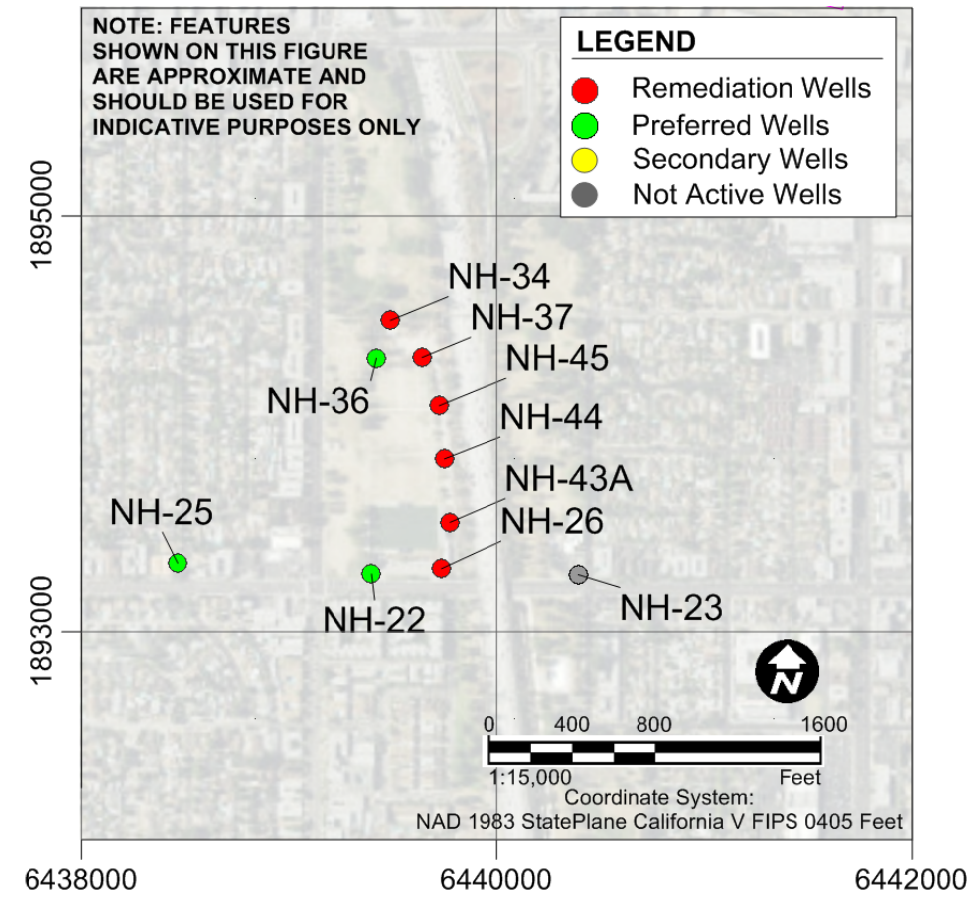 NOTE: FEATURES
SHOWN ON THIS FIGURE
ARE APPROXIMATE AND
SHOULD BE USED FOR
INDICATIVE PURPOSES ONLY
LEGEND
Remediation Wells
Preferred Wells
Secondary Wells
Not Active Wells
1895000
NH-34
NH-37
NH-45
NH-36
NH-44
NH-43A
NH-25
NH-26
NH-22
NH-23
1893000
N
0 400 800 1600
1:15,000 Feet
Coordinate System:
NAD 1983 StatePlane California V FIPS 0405 Feet
6438000 6440000 6442000